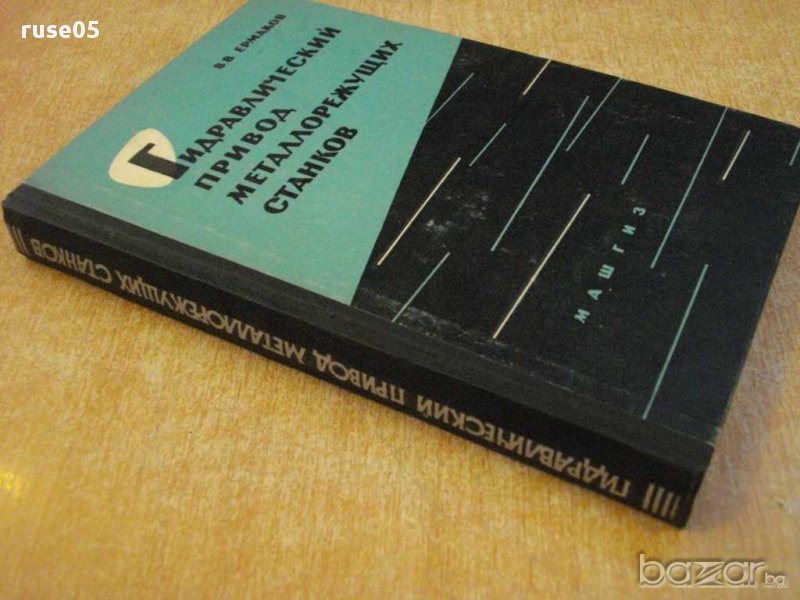 ruse05
В.В. ЕРМАКОВ
ГИДРАВЛИЧЕСКИЙ
ПРИВОД
МЕТАЛЛОРЕЖУЩИХ
СТАНКОВ
МАШГИЗ
ГИДРАВЛИЧЕСКИЙ ПРИВОД МЕТАЛЛОРЕЖУЩИХ СТАНКОВ
bazar.bg